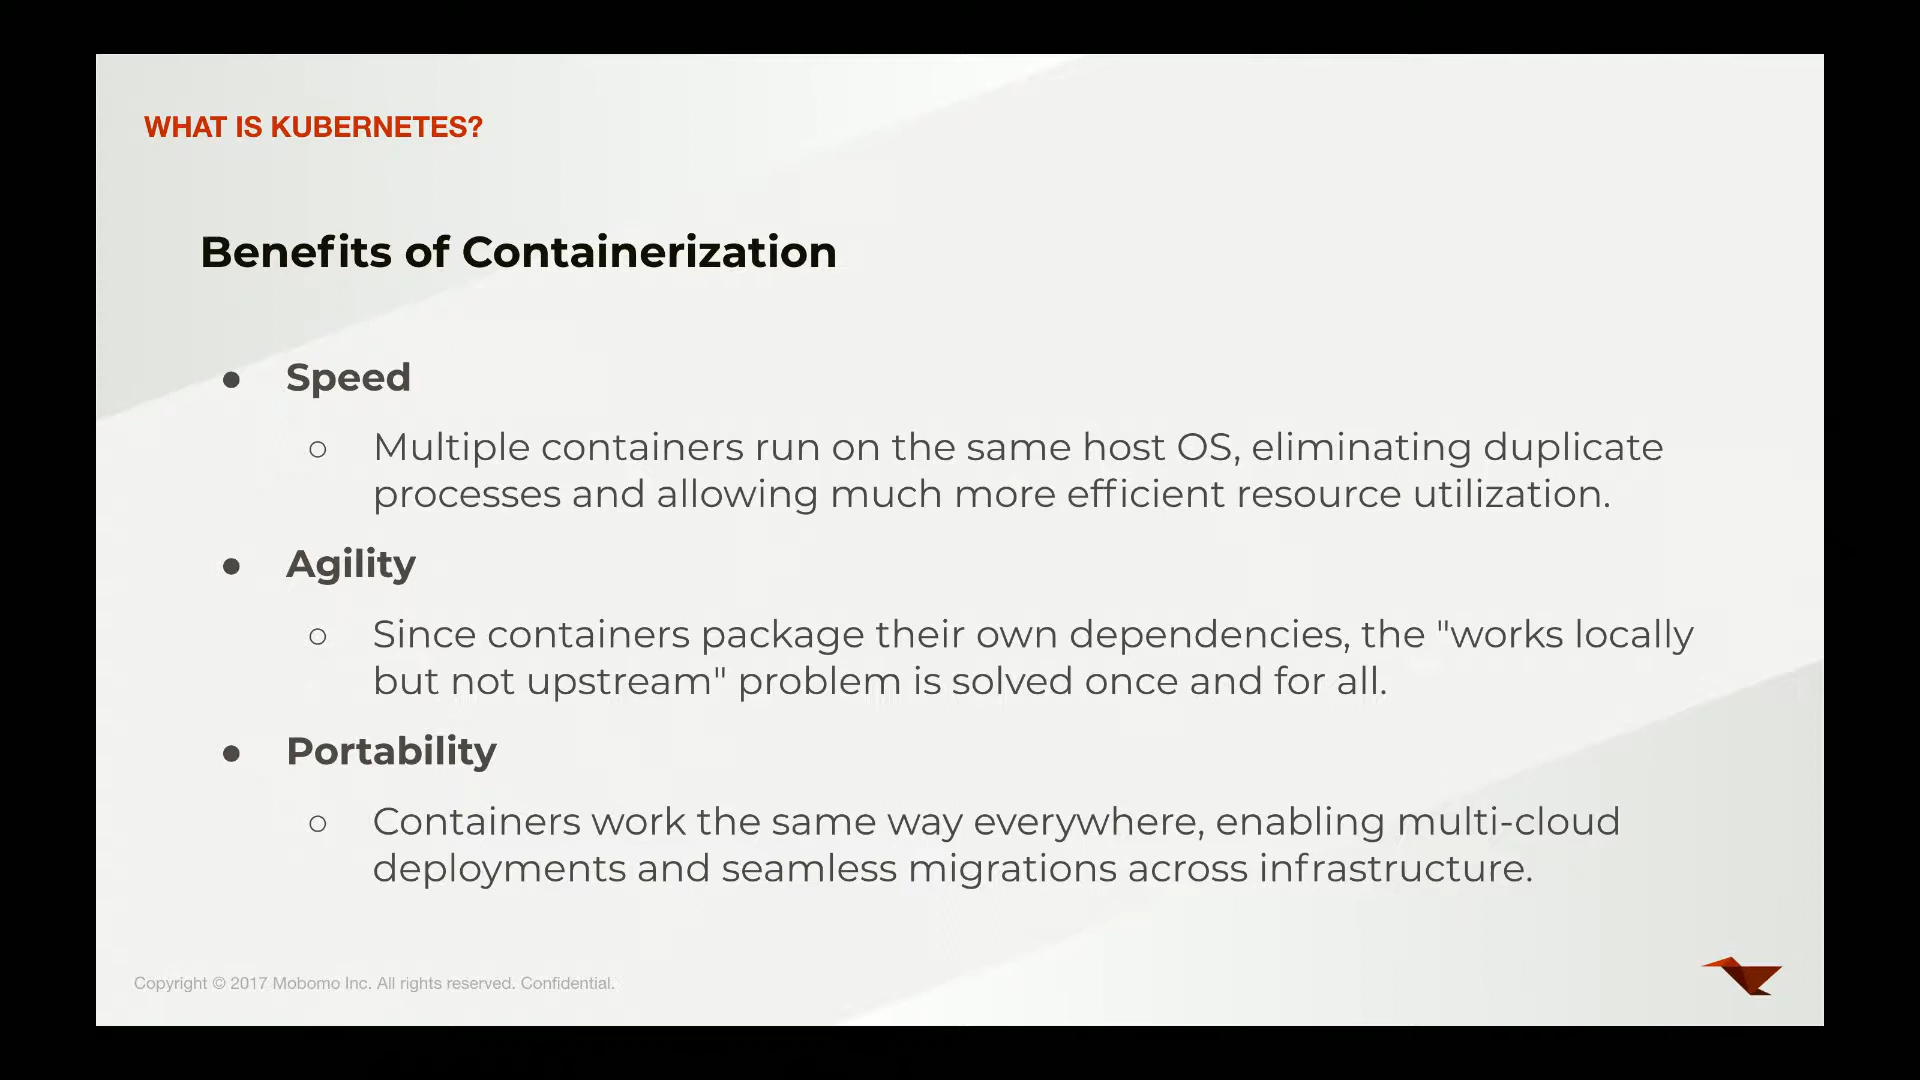 WHAT IS KUBERNETES?
Benefits of Containerization
● Speed
○ Multiple containers run on the same host OS, eliminating duplicate
processes and allowing much more efficient resource utilization.
● Agility
○ Since containers package their own dependencies, the "works locally
but not upstream" problem is solved once and for all.
● Portability
○ Containers work the same way everywhere, enabling multi-cloud
deployments and seamless migrations across infrastructure.
Copyright © 2017 Mobomo Inc. All rights reserved. Confidential.